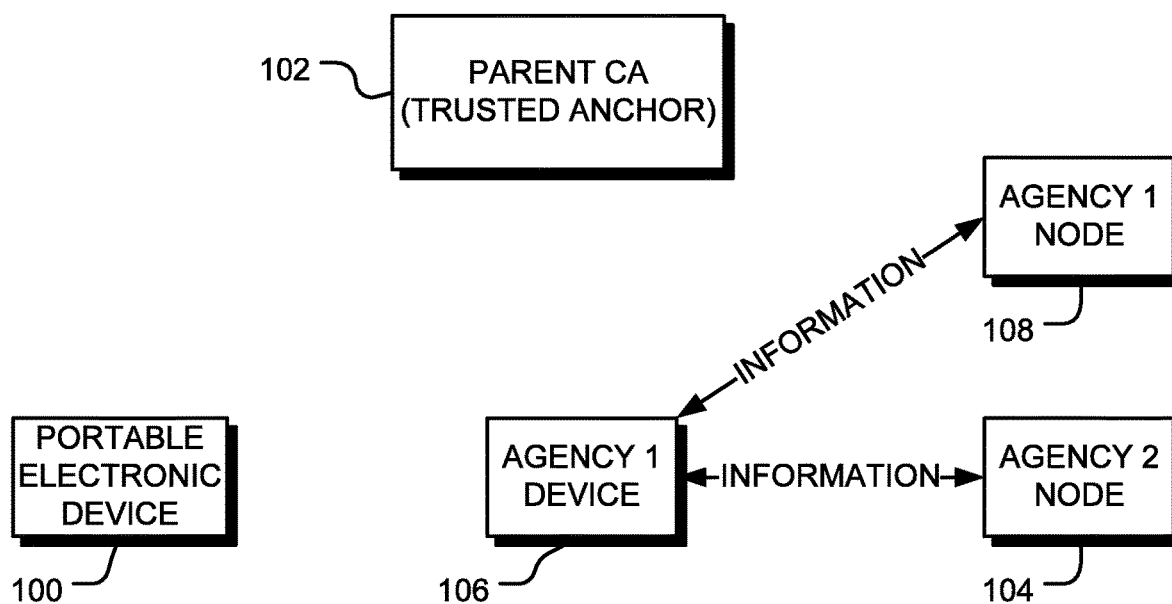 102
PARENT CA
(TRUSTED ANCHOR)
AGENCY 1
NODE
108
INFORMATION
PORTABLE
ELECTRONIC
DEVICE
100
AGENCY 1
DEVICE
106
INFORMATION
AGENCY 2
NODE
104